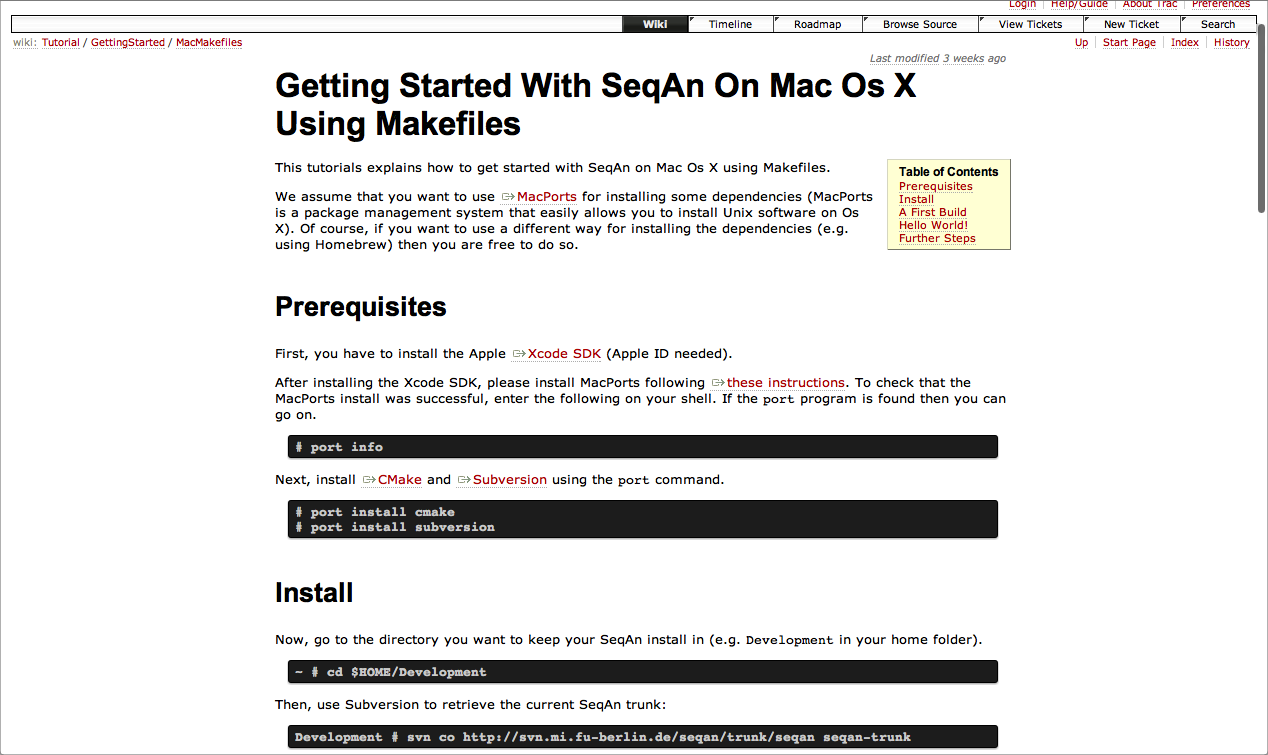 Login Help/Guide About Trac Preferences
Wiki Timeline Roadmap Browse Source View Tickets New Ticket Search
wiki: Tutorial / GettingStarted / MacMakefiles
Up Start Page Index History
Last modified 3 weeks ago
Getting Started With SeqAn On Mac Os X
Using Makefiles
This tutorials explains how to get started with SeqAn on Mac Os X using Makefiles.
We assume that you want to use MacPorts for installing some dependencies (MacPorts
is a package management system that easily allows you to install Unix software on Os
X). Of course, if you want to use a different way for installing the dependencies (e.g.
using Homebrew) then you are free to do so.
Table of Contents
Prerequisites
Install
A First Build
Hello World!
Further Steps
Prerequisites
First, you have to install the Apple Xcode SDK (Apple ID needed).
After installing the Xcode SDK, please install MacPorts following these instructions. To check that the
MacPorts install was successful, enter the following on your shell. If the port program is found then you can
go on.
# port info
Next, install CMake and Subversion using the port command.
# port install cmake
# port install subversion
Install
Now, go to the directory you want to keep your SeqAn install in (e.g. Development in your home folder).
~ # cd $HOME/Development
Then, use Subversion to retrieve the current SeqAn trunk:
Development # svn co http://svn.mi.fu-berlin.de/seqan/trunk/seqan seqan-trunk